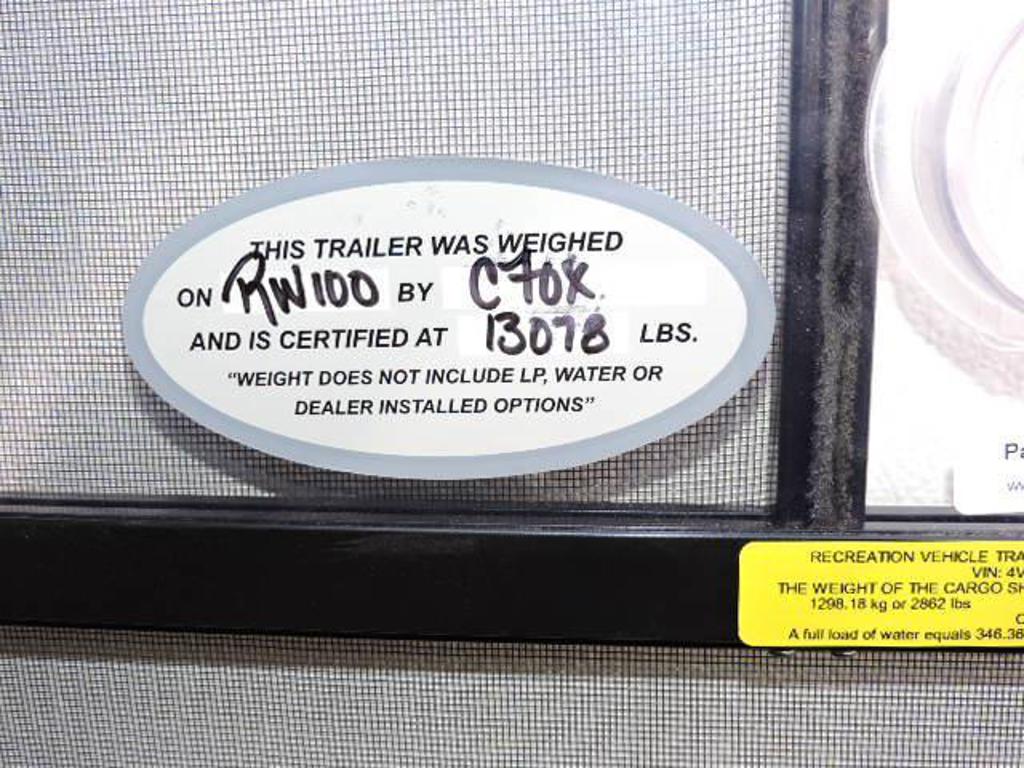 THIS TRAILER WAS WEIGHED
ON RW100 BY C FOX.
AND IS CERTIFIED AT 13078 LBS.
"WEIGHT DOES NOT INCLUDE LP, WATER OR
DEALER INSTALLED OPTIONS"
Pa
RECREATION VEHICLE TRA
VIN: 4V
THE WEIGHT OF THE CARGO SH
1298.18 kg or 2862 lbs
C
A full load of water equals 346.36